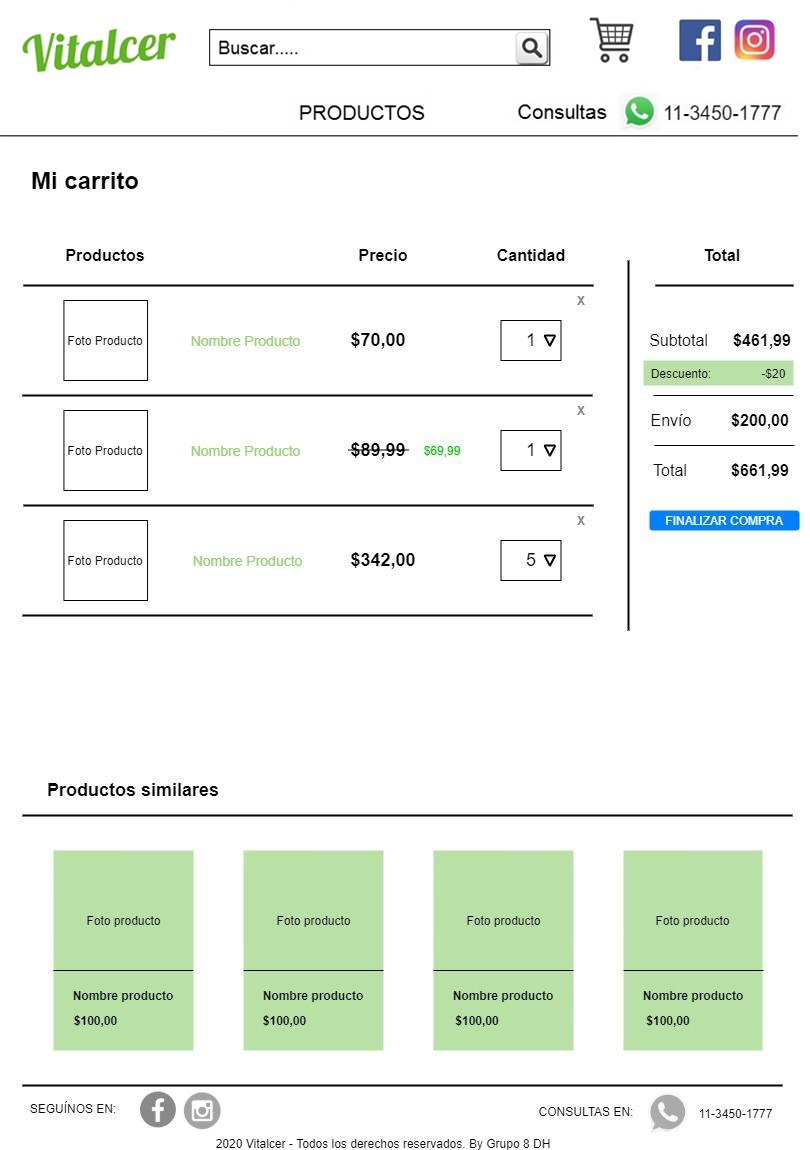 Vitalcer
Buscar.....
PRODUCTOS
Consultas 11-3450-1777
Mi carrito
Productos Precio Cantidad Total
x
Foto Producto Nombre Producto $70,00 1
Subtotal $461,99
Descuento: -$20
x
Foto Producto Nombre Producto $89,99 $69,99 1
Envío $200,00
Total $661,99
x
FINALIZAR COMPRA
Foto Producto Nombre Producto $342,00 5
Productos similares
Foto producto Foto producto Foto producto Foto producto
Nombre producto Nombre producto Nombre producto Nombre producto
$100,00 $100,00 $100,00 $100,00
SEGUÍNOS EN: CONSULTAS EN: 11-3450-1777
2020 Vitalcer - Todos los derechos reservados. By Grupo 8 DH